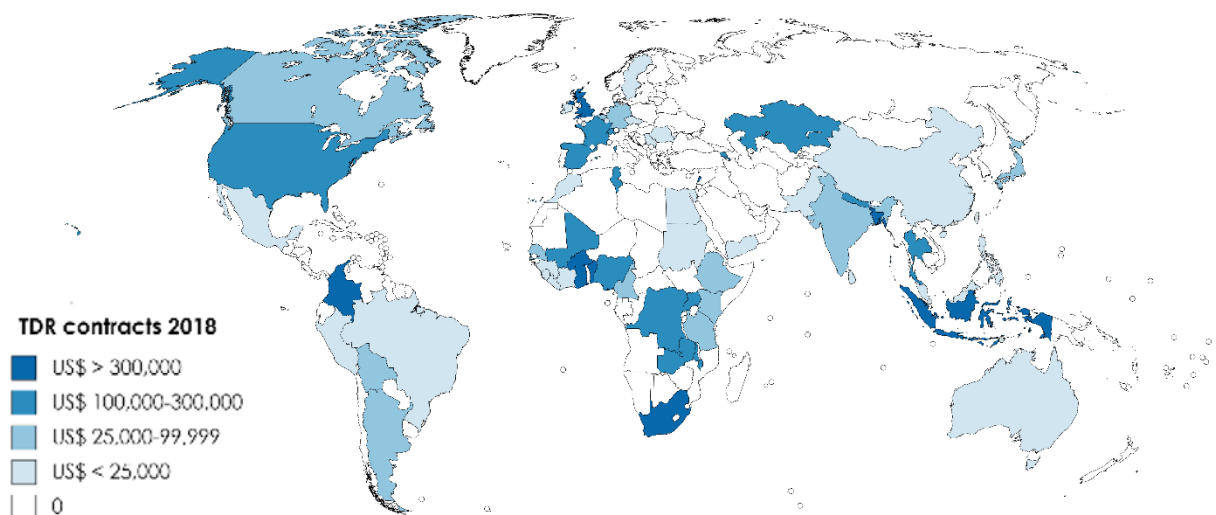 TDR contracts 2018
US$ > 300,000
US$ 100,000-300,000
US$ 25,000-99,999
US$ < 25,000
0